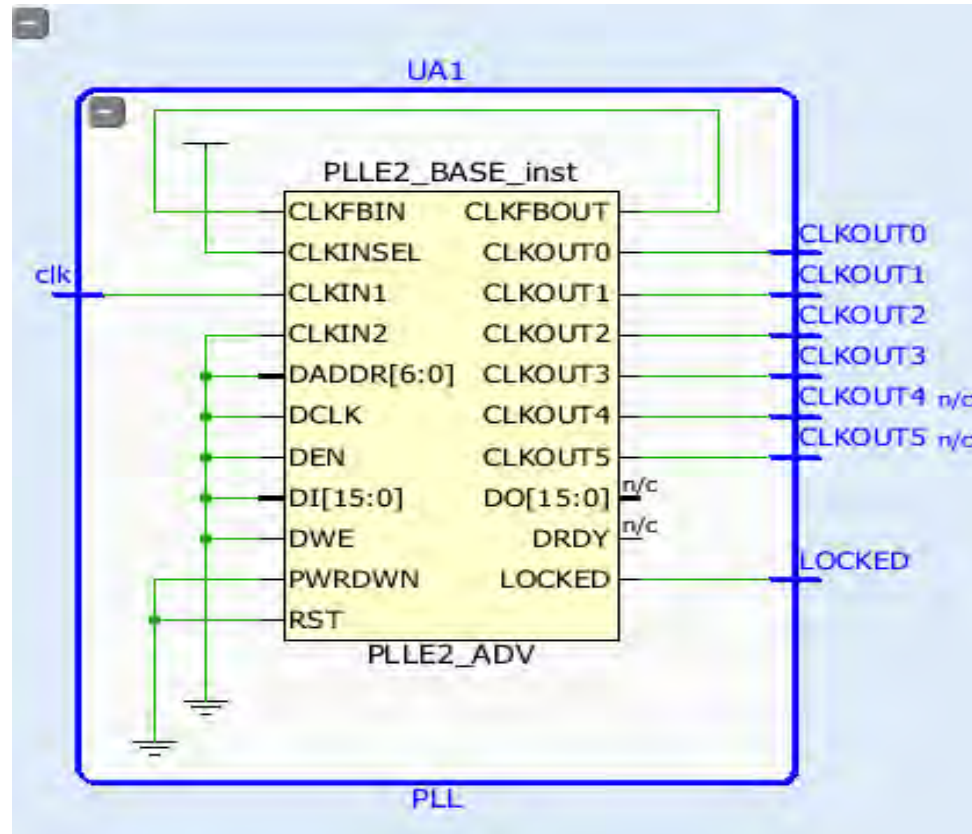 UA1
PLLE2_BASE_inst
CLKFBIN CLKFBOUT
CLKINSEL CLKOUT0 CLKOUT0
clk CLKIN1 CLKOUT1 CLKOUT1
CLKIN2 CLKOUT2 CLKOUT2
DADDR[6:0] CLKOUT3 CLKOUT3
DCLK CLKOUT4 CLKOUT4 n/c
DEN CLKOUT5 CLKOUT5 n/c
DI[15:0] DO[15:0] n/c
DWE DRDY n/c
PWRDWN LOCKED LOCKED
RST
PLLE2_ADV
PLL